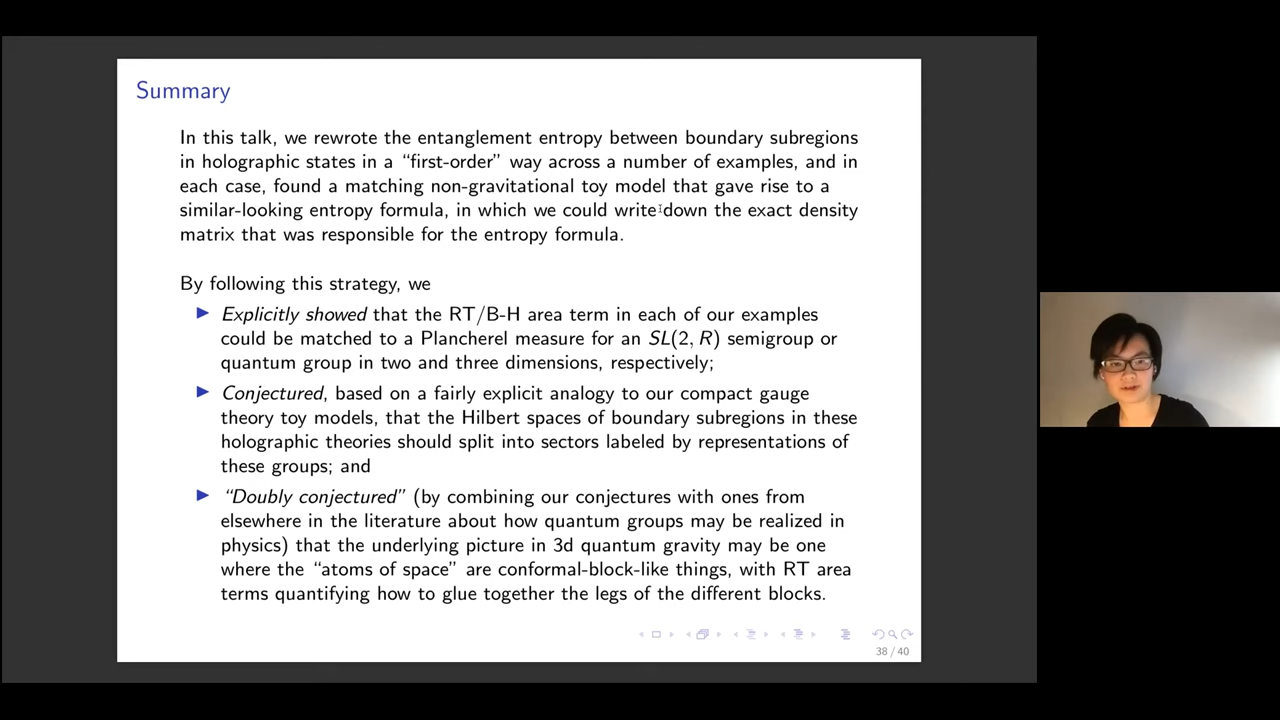 Summary
In this talk, we rewrote the entanglement entropy between boundary subregions
in holographic states in a “first-order” way across a number of examples, and in
each case, found a matching non-gravitational toy model that gave rise to a
similar-looking entropy formula, in which we could write down the exact density
matrix that was responsible for the entropy formula.
By following this strategy, we
▶ Explicitly showed that the RT/B-H area term in each of our examples
could be matched to a Plancherel measure for an SL(2, R) semigroup or
quantum group in two and three dimensions, respectively;
▶ Conjectured, based on a fairly explicit analogy to our compact gauge
theory toy models, that the Hilbert spaces of boundary subregions in these
holographic theories should split into sectors labeled by representations of
these groups; and
▶ “Doubly conjectured” (by combining our conjectures with ones from
elsewhere in the literature about how quantum groups may be realized in
physics) that the underlying picture in 3d quantum gravity may be one
where the “atoms of space” are conformal-block-like things, with RT area
terms quantifying how to glue together the legs of the different blocks.
38 / 40